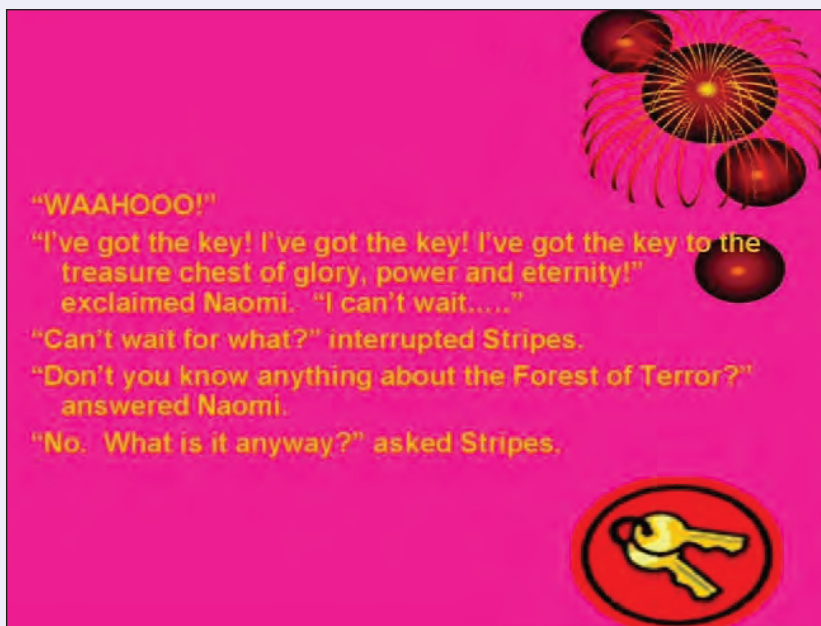 “WAAHOOO!”
“I’ve got the key! I’ve got the key! I’ve got the key to the
treasure chest of glory, power and eternity!”
exclaimed Naomi.  “I can’t wait.....”
“Can’t wait for what?” interrupted Stripes.
“Don’t you know anything about the Forest of Terror?”
answered Naomi.
“No.  What is it anyway?” asked Stripes.